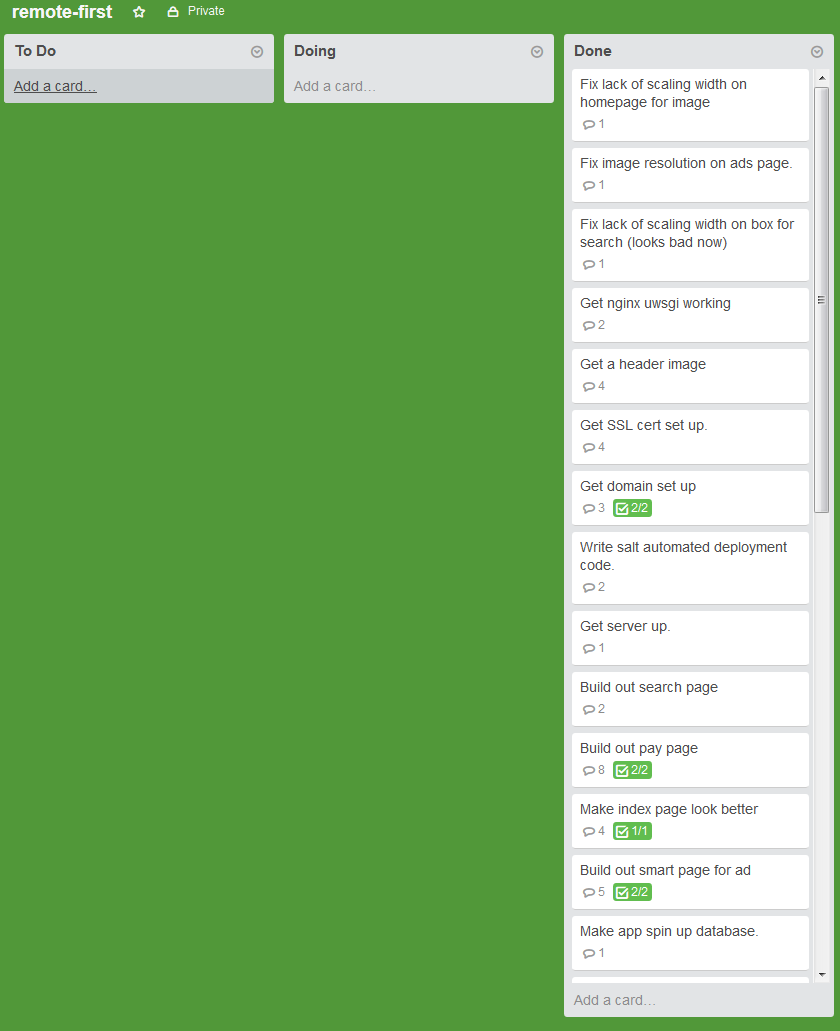 remote-first
Private
To Do
Add a card…
Doing
Add a card…
Done
Fix lack of scaling width on
homepage for image
1
Fix image resolution on ads page.
1
Fix lack of scaling width on box for
search (looks bad now)
1
Get nginx uwsgi working
2
Get a header image
4
Get SSL cert set up.
4
Get domain set up
3 2/2
Write salt automated deployment
code.
2
Get server up.
1
Build out search page
2
Build out pay page
8 2/2
Make index page look better
4 1/1
Build out smart page for ad
5 2/2
Make app spin up database.
1
Add a card…